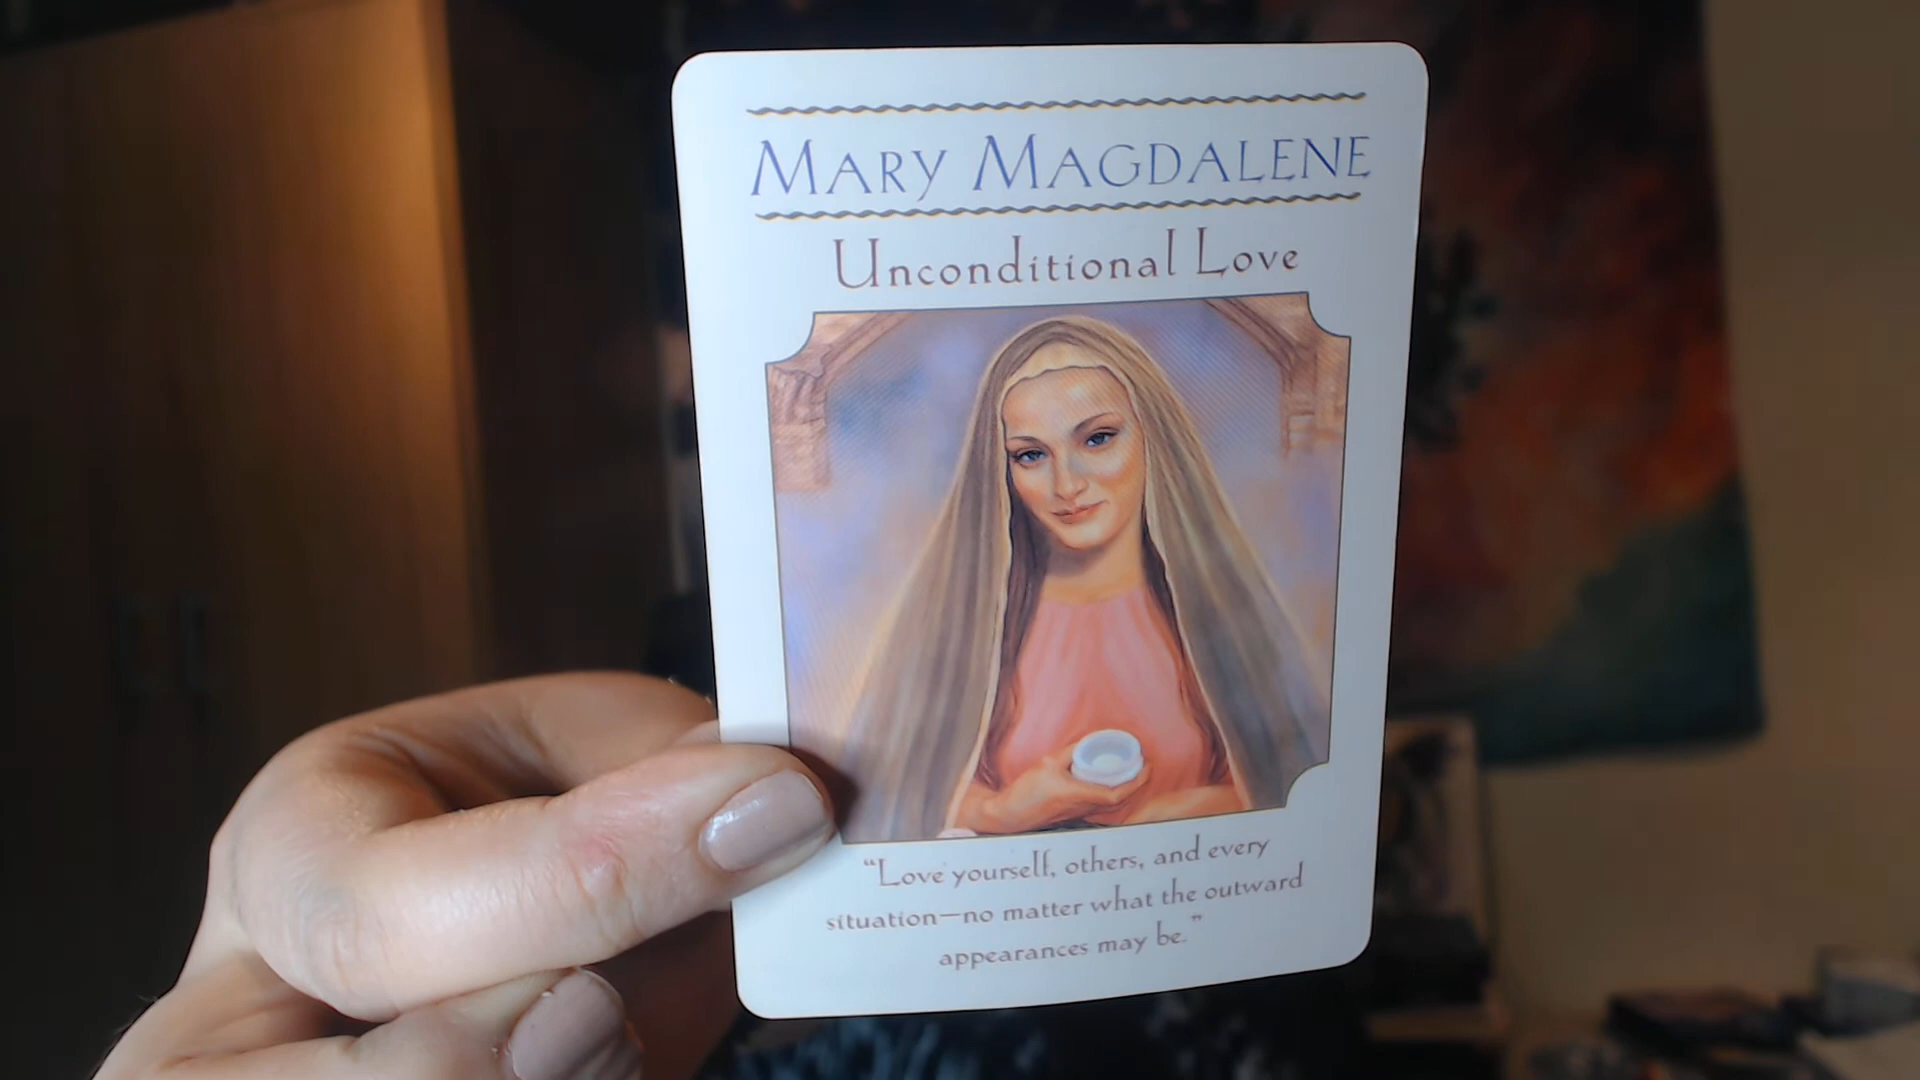 MARY MAGDALENE
Unconditional Love
“Love yourself, others, and every
situation—no matter what the outward
appearances may be.”